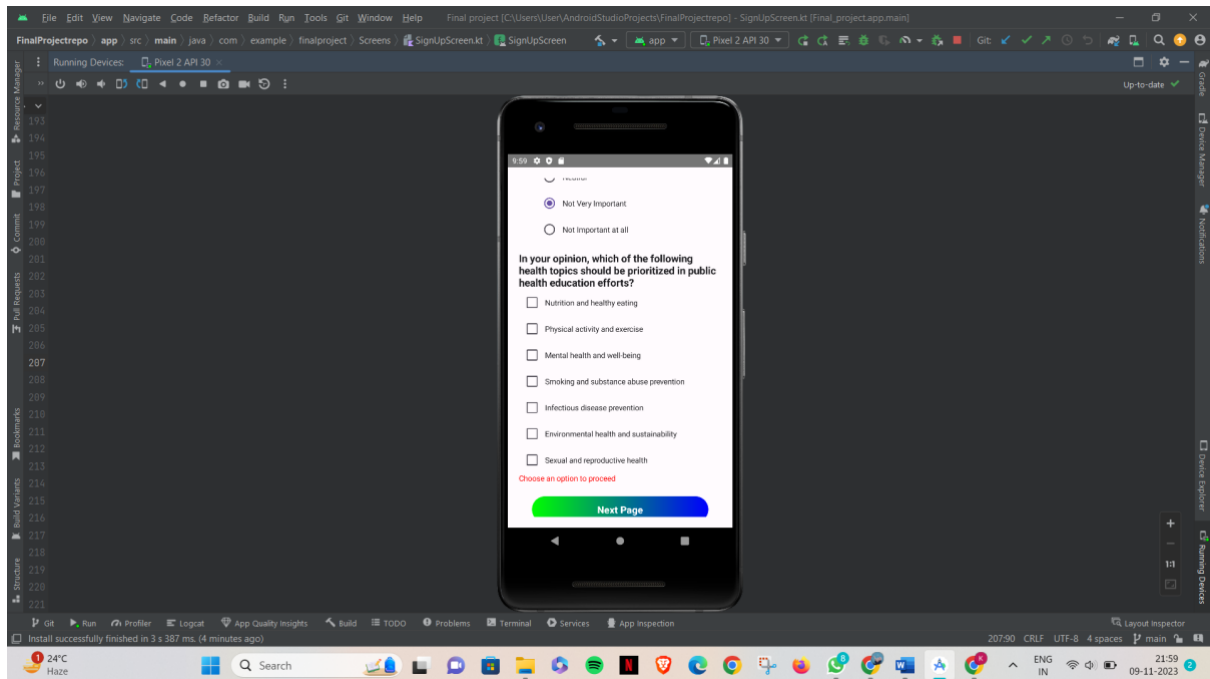 File Edit View Navigate Code Refactor Build Run Tools Git Window Help Final project [C:\Users\User\AndroidStudioProjects\FinalProjectrepo] - SignUpScreen.kt [Final_project.app.main]
FinalProjectrepo app src main java com example finalproject Screens SignUpScreen.kt SignUpScreen app Pixel 2 API 30 Git:
Running Devices: Pixel 2 API 30
Up-to-date
Resource Manager
Project
Commit
Pull Requests
Bookmarks
Build Variants
Structure
193
194
195
196
197
198
199
200
201
202
203
204
205
206
207
208
209
210
211
212
213
214
215
216
217
218
219
220
221
9:59
Not Very Important
Not Important at all
In your opinion, which of the following
health topics should be prioritized in public
health education efforts?
Nutrition and healthy eating
Physical activity and exercise
Mental health and well-being
Smoking and substance abuse prevention
Infectious disease prevention
Environmental health and sustainability
Sexual and reproductive health
Choose an option to proceed
Next Page
Gradle
Device Manager
Notifications
Device Explorer
Running Devices
1:1
Git Run Profiler Logcat App Quality Insights Build TODO Problems Terminal Services App Inspection Layout Inspector
Install successfully finished in 3 s 387 ms. (4 minutes ago) 207:90 CRLF UTF-8 4 spaces main
1 24°C
Haze
Search
ENG
IN
21:59
09-11-2023
2